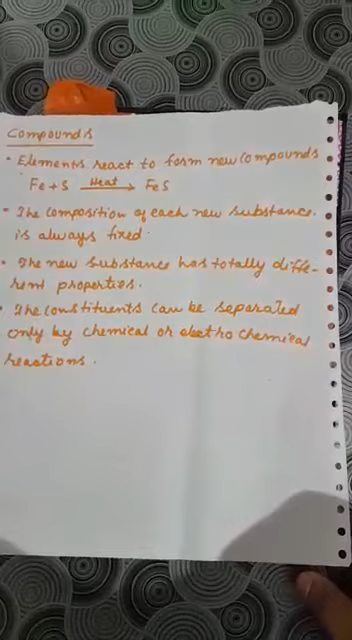 Compounds
• Elements react to form new compounds
Fe + S Heat → FeS
• The composition of each new substance.
is always fixed.
• The new substance has totally diffe-
rent properties.
• The constituents can be separated
only by chemical or electro chemical
reactions.